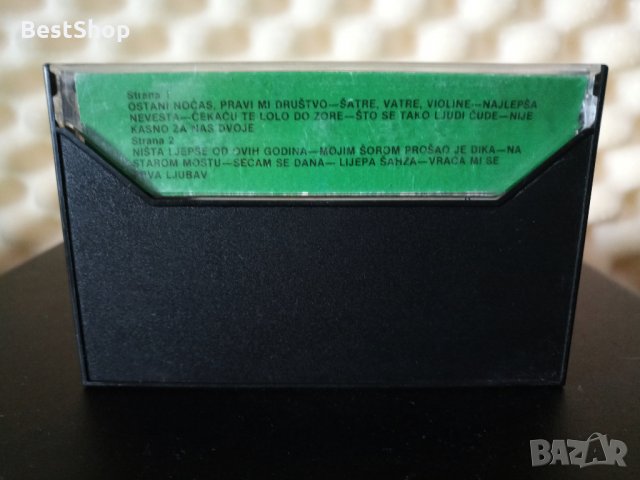 BestShop
Strana 1
OSTANI NOĆAS, PRAVI MI DRUŠTVO—ŠATRE, VATRE, VIOLINE—NAJLEPŠA
NEVESTA—ČEKAĆU TE LOLO DO ZORE—ŠTO SE TAKO LJUDI ČUDE—NIJE
KASNO ZA NAS DVOJE
Strana 2
NIŠTA LJEPŠE OD OVIH GODINA—MOJIM ŠOROM PROŠAO JE DIKA—NA
STAROM MOSTU—SEĆAM SE DANA—LIJEPA ŠAHZA—VRAĆA MI SE
PRVA LJUBAV
BAZAR